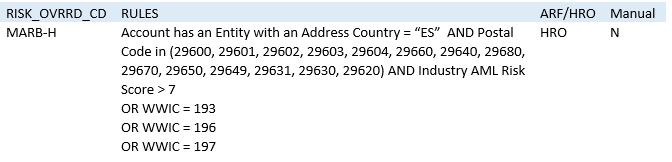 RISK_OVRRD_CD RULES ARF/HRO Manual
MARB-H Account has an Entity with an Address Country = “ES” AND Postal HRO N
Code in (29600, 29601, 29602, 29603, 29604, 29660, 29640, 29680,
29670, 29650, 29649, 29631, 29630, 29620) AND Industry AML Risk
Score > 7
OR WWIC = 193
OR WWIC = 196
OR WWIC = 197